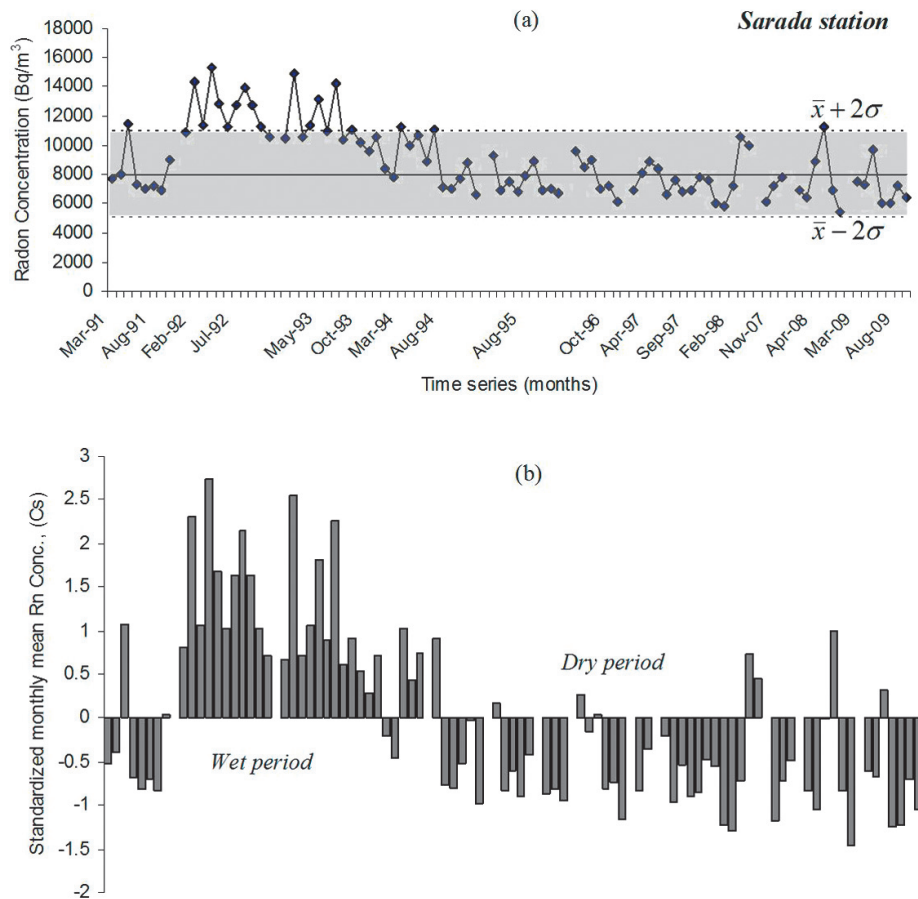 (a)
Sarada station
Radon Concentration (Bq/m³)
18000
16000
14000
12000
10000
8000
6000
4000
2000
0
x̄ + 2σ
x̄ − 2σ
Mar-91
Aug-91
Feb-92
Jul-92
May-93
Oct-93
Mar-94
Aug-94
Aug-95
Oct-96
Apr-97
Sep-97
Feb-98
Nov-07
Apr-08
Mar-09
Aug-09
Time series (months)
(b)
Standardized monthly mean Rn Conc., (Cs)
3
2.5
2
1.5
1
0.5
0
-0.5
-1
-1.5
-2
Dry period
Wet period